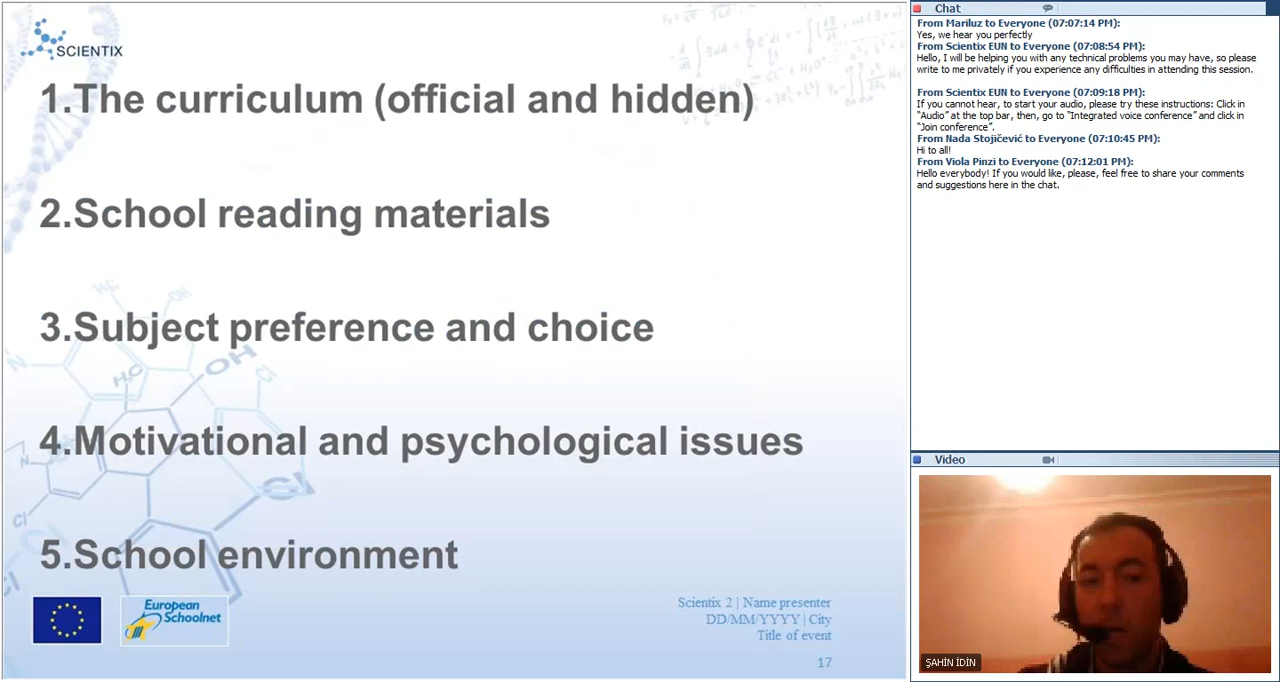 SCIENTIX
1.The curriculum (official and hidden)
2.School reading materials
3.Subject preference and choice
4.Motivational and psychological issues
5.School environment
European
Schoolnet
Scientix 2 | Name presenter
DD/MM/YYYY | City
Title of event
17
Chat
From Mariluz to Everyone (07:07:14 PM):
Yes, we hear you perfectly
From Scientix EUN to Everyone (07:08:54 PM):
Hello, I will be helping you with any technical problems you may have, so please
write to me privately if you experience any difficulties in attending this session.
From Scientix EUN to Everyone (07:09:18 PM):
If you cannot hear, to start your audio, please try these instructions: Click in
“Audio” at the top bar, then, go to “Integrated voice conference” and click in
“Join conference”.
From Nada Stojičević to Everyone (07:10:45 PM):
Hi to all!
From Viola Pinzi to Everyone (07:12:01 PM):
Hello everybody! If you would like, please, feel free to share your comments
and suggestions here in the chat.
Video
ŞAHİN İDİN